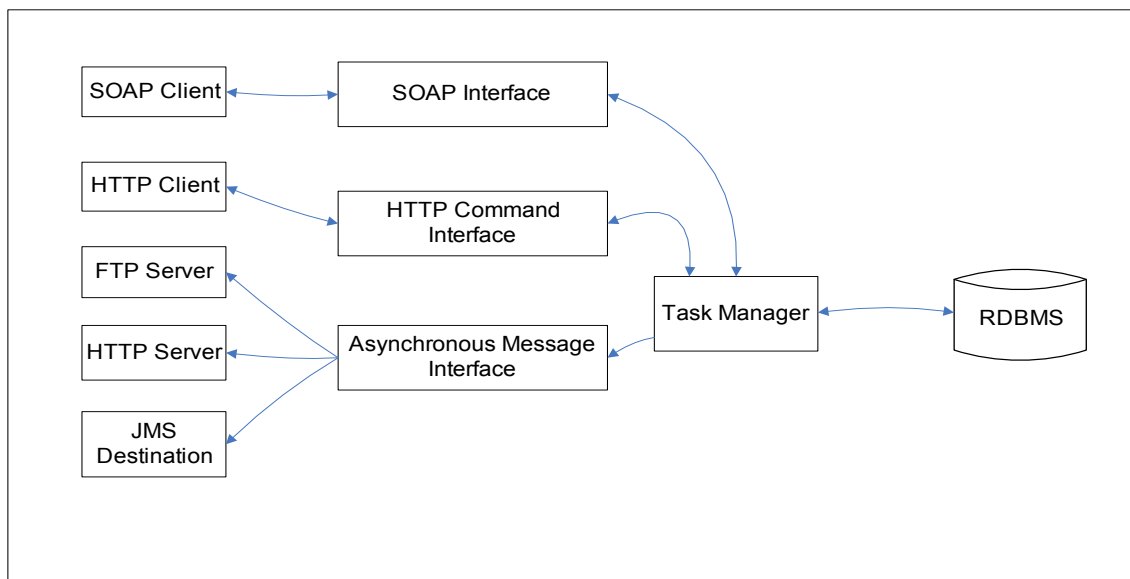 SOAP Client
SOAP Interface
HTTP Client
HTTP Command
Interface
FTP Server
Task Manager
RDBMS
HTTP Server
Asynchronous Message
Interface
JMS
Destination